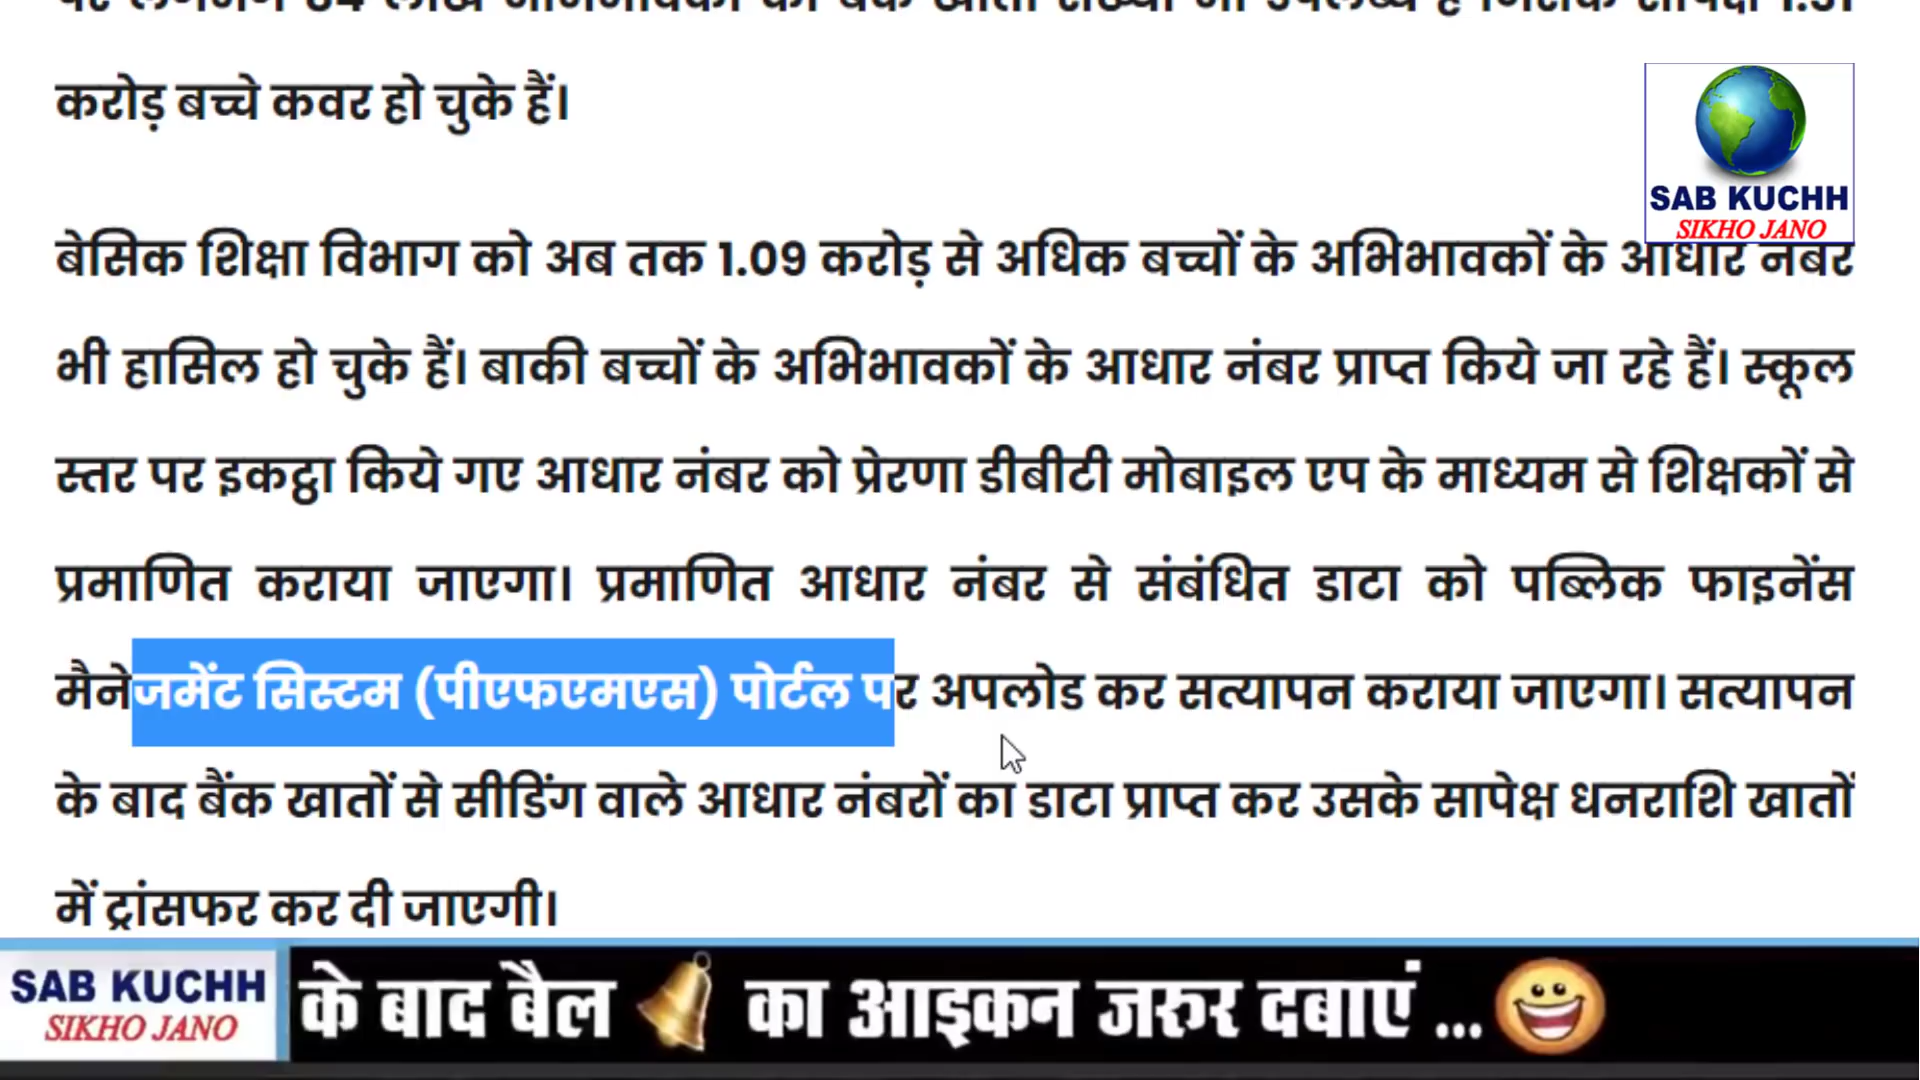 करोड़ बच्चे कवर हो चुके हैं।
SAB KUCHH
SIKHO JANO
बेसिक शिक्षा विभाग को अब तक 1.09 करोड़ से अधिक बच्चों के अभिभावकों के आधार नंबर
भी हासिल हो चुके हैं। बाकी बच्चों के अभिभावकों के आधार नंबर प्राप्त किये जा रहे हैं। स्कूल
स्तर पर इकट्ठा किये गए आधार नंबर को प्रेरणा डीबीटी मोबाइल एप के माध्यम से शिक्षकों से
प्रमाणित कराया जाएगा। प्रमाणित आधार नंबर से संबंधित डाटा को पब्लिक फाइनेंस
मैनेजमेंट सिस्टम (पीएफएमएस) पोर्टल पर अपलोड कर सत्यापन कराया जाएगा। सत्यापन
के बाद बैंक खातों से सीडिंग वाले आधार नंबरों का डाटा प्राप्त कर उसके सापेक्ष धनराशि खातों
में ट्रांसफर कर दी जाएगी।
SAB KUCHH
SIKHO JANO
के बाद बैल का आइकन जरुर दबाएं ...